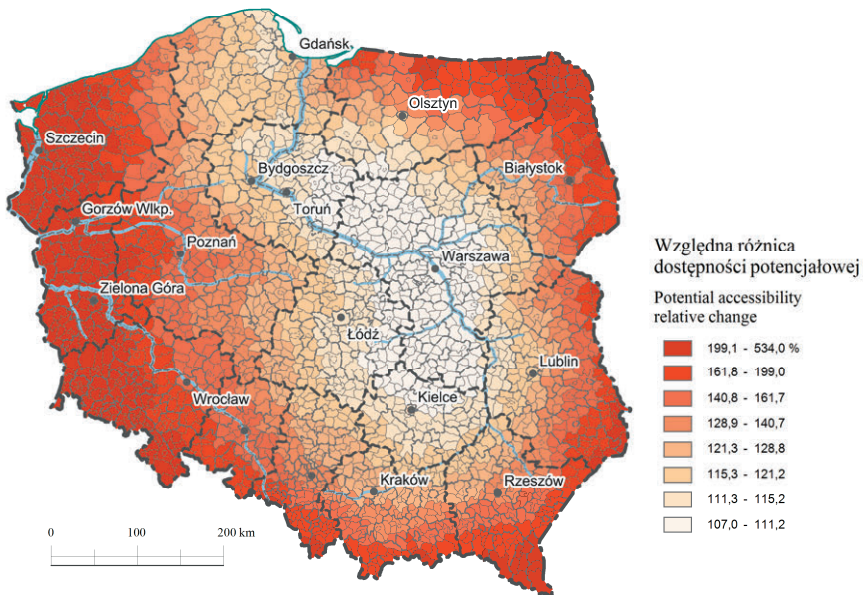 Gdańsk
Olsztyn
Szczecin
Bydgoszcz
Białystok
Toruń
Gorzów Wlkp.
Poznań
Warszawa
Zielona Góra
Łódź
Lublin
Wrocław
Kielce
Kraków
Rzeszów
0 100 200 km
Względna różnica
dostępności potencjałowej
Potential accessibility
relative change
199,1 - 534,0 %
161,8 - 199,0
140,8 - 161,7
128,9 - 140,7
121,3 - 128,8
115,3 - 121,2
111,3 - 115,2
107,0 - 111,2